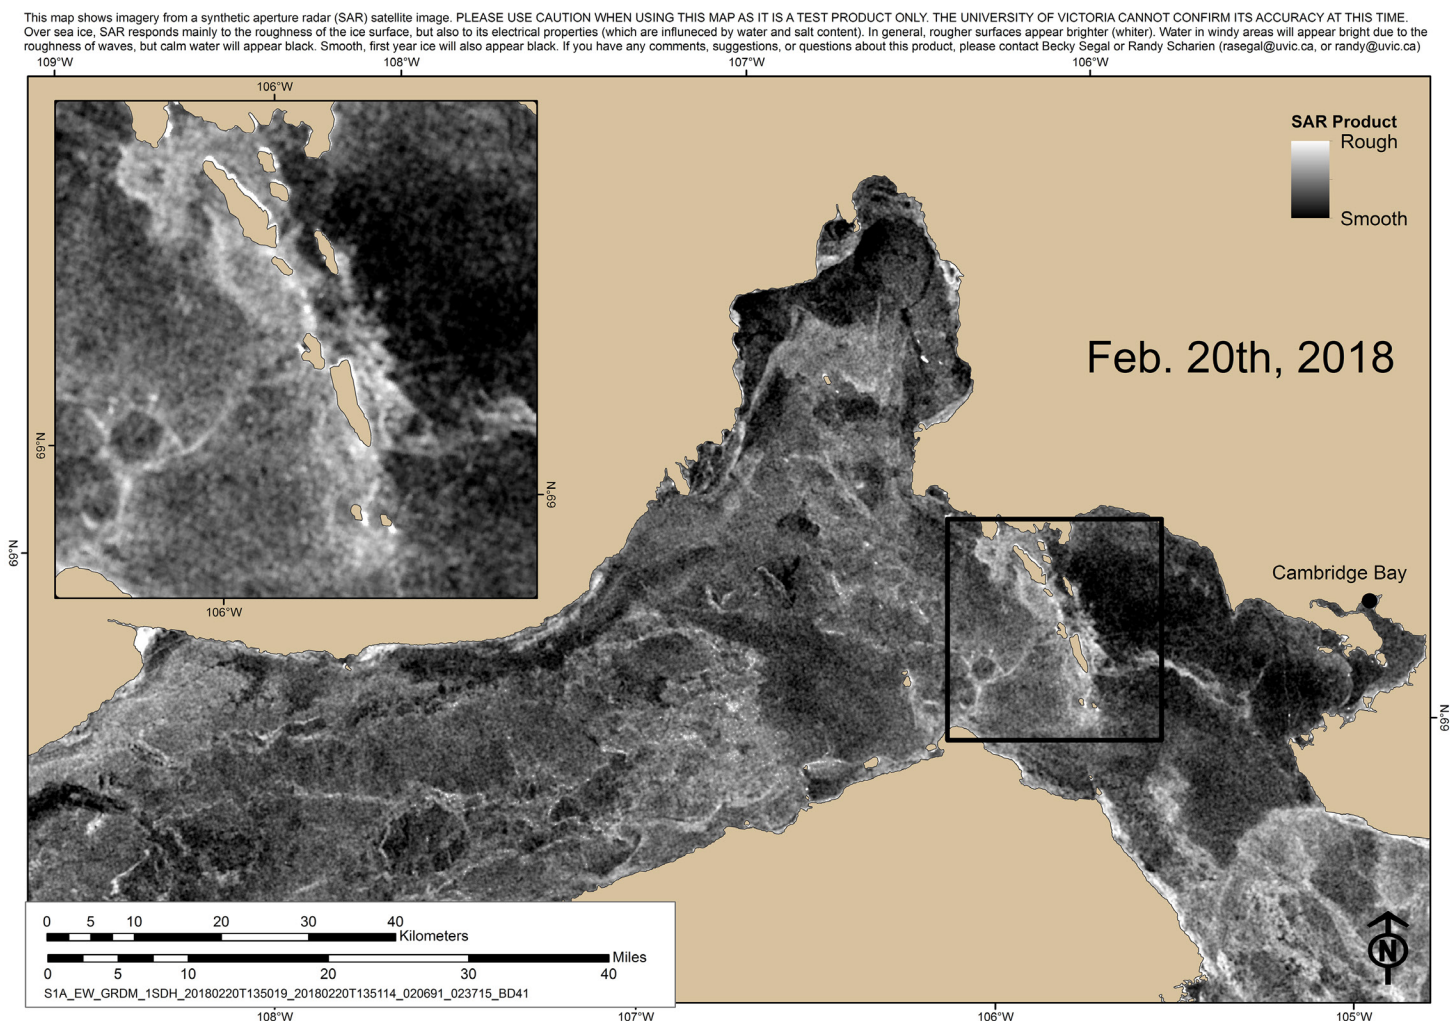 This map shows imagery from a synthetic aperture radar (SAR) satellite image. PLEASE USE CAUTION WHEN USING THIS MAP AS IT IS A TEST PRODUCT ONLY. THE UNIVERSITY OF VICTORIA CANNOT CONFIRM ITS ACCURACY AT THIS TIME.
Over sea ice, SAR responds mainly to the roughness of the ice surface, but also to its electrical properties (which are influneced by water and salt content). In general, rougher surfaces appear brighter (whiter). Water in windy areas will appear bright due to the
roughness of waves, but calm water will appear black. Smooth, first year ice will also appear black. If you have any comments, suggestions, or questions about this product, please contact Becky Segal or Randy Scharien (rasegal@uvic.ca, or randy@uvic.ca)
109°W 108°W 107°W 106°W
106°W
SAR Product
Rough
Smooth
Feb. 20th, 2018
69°N
69°N
69°N
Cambridge Bay
106°W
69°N
0 5 10 20 30 40
Kilometers
Miles
0 5 10 20 30 40
S1A_EW_GRDM_1SDH_20180220T135019_20180220T135114_020691_023715_BD41
N
108°W 107°W 106°W 105°W